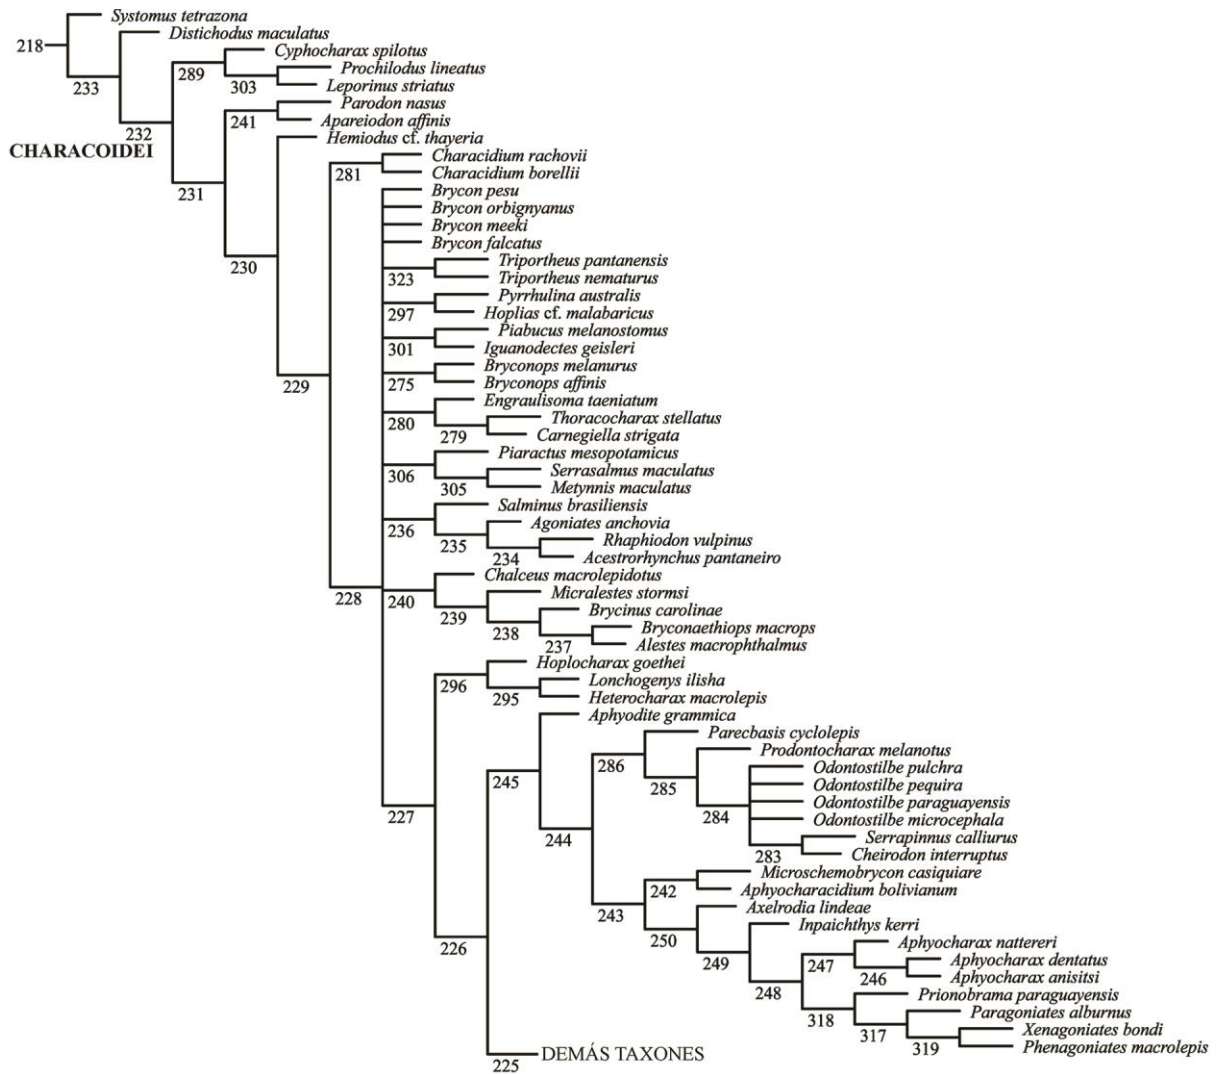 Systomus tetrazona
Distichodus maculatus
218
Cyphocharax spilotus
289
Prochilodus lineatus
233
303
Leporinus striatus
Parodon nasus
241
Apareiodon affinis
232
Hemiodus cf. thayeria
CHARACOIDEI
Characidium rachovii
281
Characidium borellii
231
Brycon pesu
Brycon orbignyanus
Brycon meeki
Brycon falcatus
230
Triportheus pantanensis
323
Triportheus nematurus
Pyrrhulina australis
297
Hoplias cf. malabaricus
Piabucus melanostomus
301
Iguanodectes geisleri
Bryconops melanurus
229
275
Bryconops affinis
Engraulisoma taeniatum
280
Thoracocharax stellatus
279
Carnegiella strigata
Piaractus mesopotamicus
306
Serrasalmus maculatus
305
Metynnis maculatus
Salminus brasiliensis
236
Agoniates anchovia
235
Rhaphiodon vulpinus
234
Acestrorhynchus pantaneiro
Chalceus macrolepidotus
228
240
Micralestes stormsi
239
Brycinus carolinae
238
Bryconaethiops macrops
237
Alestes macrophthalmus
Hoplocharax goethei
296
Lonchogenys ilisha
295
Heterocharax macrolepis
Aphyodite grammica
Parecbasis cyclolepis
286
Prodontocharax melanotus
245
285
Odontostilbe pulchra
Odontostilbe pequira
Odontostilbe paraguayensis
227
284
Odontostilbe microcephala
244
Serrapinnus calliurus
283
Cheirodon interruptus
Microschemobrycon casiquiare
242
Aphyocharacidium bolivianum
243
Axelrodia lindeae
250
Inpaichthys kerri
226
249
Aphyocharax nattereri
247
Aphyocharax dentatus
246
Aphyocharax anisitsi
248
Prionobrama paraguayensis
318
Paragoniates alburnus
317
Xenagoniates bondi
319
Phenagoniates macrolepis
225
DEMÁS TAXONES